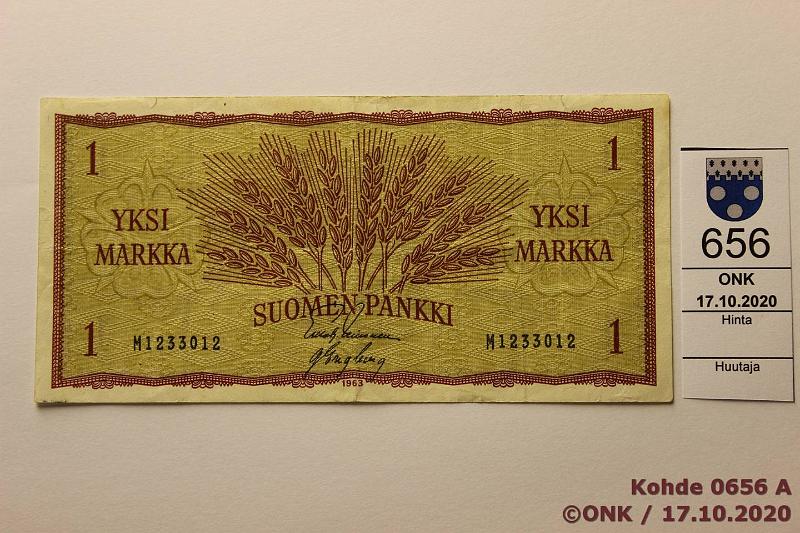 1
1
YKSI
MARKKA
YKSI
MARKKA
SUOMEN PANKKI
M1233012
M1233012
1
1
1963
656
ONK
17.10.2020
Hinta
Huutaja
Kohde 0656 A
©ONK / 17.10.2020